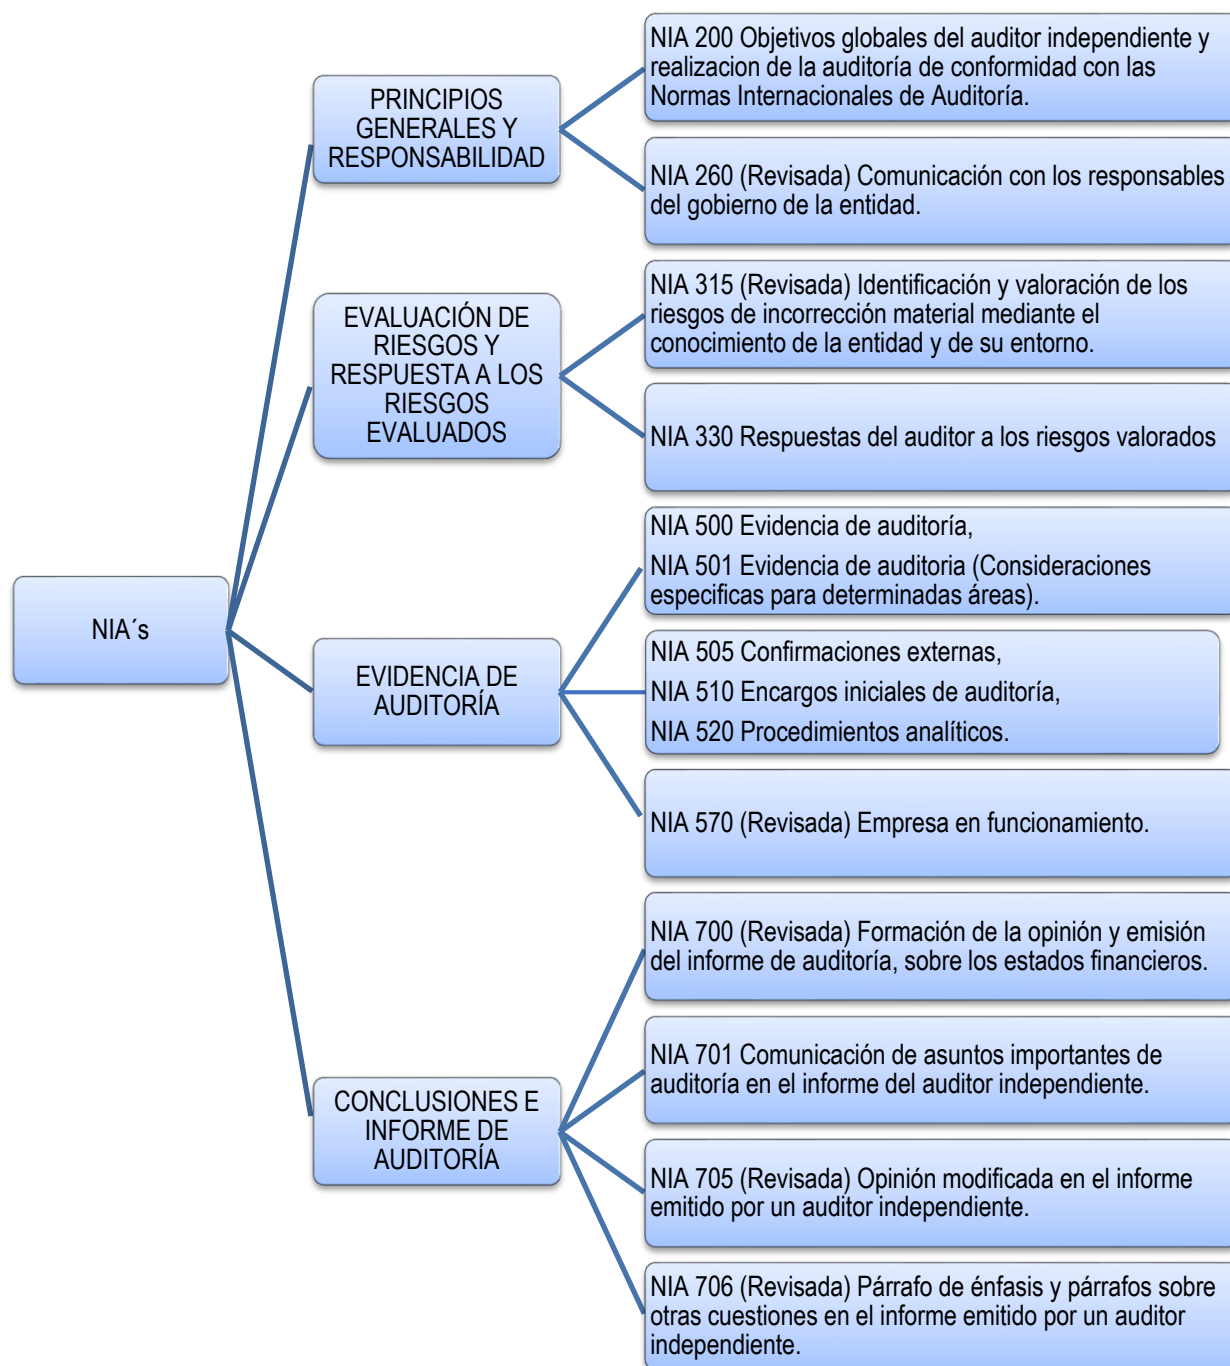 NIA´s
PRINCIPIOS
GENERALES Y
RESPONSABILIDAD
NIA 200 Objetivos globales del auditor independiente y
realizacion de la auditoría de conformidad con las
Normas Internacionales de Auditoría.
NIA 260 (Revisada) Comunicación con los responsables
del gobierno de la entidad.
EVALUACIÓN DE
RIESGOS Y
RESPUESTA A LOS
RIESGOS
EVALUADOS
NIA 315 (Revisada) Identificación y valoración de los
riesgos de incorrección material mediante el
conocimiento de la entidad y de su entorno.
NIA 330 Respuestas del auditor a los riesgos valorados
EVIDENCIA DE
AUDITORÍA
NIA 500 Evidencia de auditoría,
NIA 501 Evidencia de auditoria (Consideraciones
especificas para determinadas áreas).
NIA 505 Confirmaciones externas,
NIA 510 Encargos iniciales de auditoría,
NIA 520 Procedimientos analíticos.
NIA 570 (Revisada) Empresa en funcionamiento.
CONCLUSIONES E
INFORME DE
AUDITORÍA
NIA 700 (Revisada) Formación de la opinión y emisión
del informe de auditoría, sobre los estados financieros.
NIA 701 Comunicación de asuntos importantes de
auditoría en el informe del auditor independiente.
NIA 705 (Revisada) Opinión modificada en el informe
emitido por un auditor independiente.
NIA 706 (Revisada) Párrafo de énfasis y párrafos sobre
otras cuestiones en el informe emitido por un auditor
independiente.